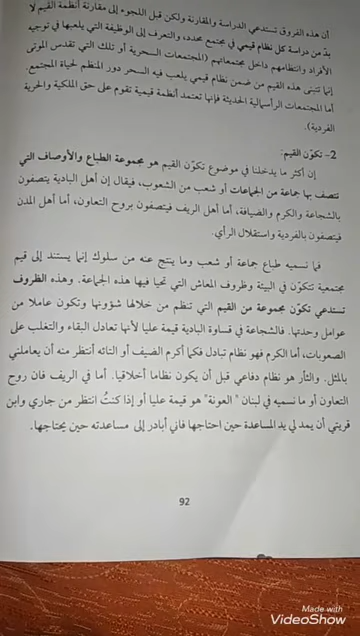 أن هذه الفروق تستدعي الدراسة والمقارنة ولكن قبل اللجوء إلى مقارنة أنظمة القيم لا
بدّ من دراسة كل نظام قيمي في مجتمع محدد، والتعرف إلى الوظيفة التي يلعبها في توجيه
الأفراد وانتظامهم داخل مجتمعاتهم (المجتمعات السحرية أو تلك التي تقدس الموتى
إنما تتبنى هذه القيم من ضمن نظام قيمي يلعب فيه السحر دور المنظم لحياة المجتمع.
أما المجتمعات الرأسمالية الحديثة فإنها تعتمد أنظمة قيمية تقوم على حق الملكية والحرية
الفردية).
2- تكوّن القيم:
إن أكثر ما يدخلنا في موضوع تكوّن القيم هو مجموعة الطباع والأوصاف التي
تتصف بها جماعة من الجماعات أو شعب من الشعوب، فيقال إن أهل البادية يتصفون
بالشجاعة والكرم والضيافة، أما أهل الريف فيتصفون بروح التعاون، أما أهل المدن
فيتصفون بالفردية واستقلال الرأي.
فما نسميه طباع جماعة أو شعب وما ينتج عنه من سلوك إنما يستند إلى قيم
مجتمعية تتكوّن في البيئة وظروف المعاش التي تحيا فيها هذه الجماعة. وهذه الظروف
تستدعي تكوّن مجموعة من القيم التي تنظم من خلالها شؤونها وتكون عاملا من
عوامل وحدتها. فالشجاعة في قساوة البادية قيمة عليا لأنها تعادل البقاء والتغلب على
الصعوبات، أما الكرم فهو نظام تبادل فكما أكرم الضيف أو التائه أنتظر منه أن يعاملني
بالمثل. والثأر هو نظام دفاعي قبل أن يكون نظاما أخلاقيا. أما في الريف فان روح
التعاون أو ما نسميه في لبنان "العونة" هو قيمة عليا أو إذا كنتُ انتظر من جاري وابن
قريتي أن يمد لي يد المساعدة حين احتاجها فاني أبادر إلى مساعدته حين يحتاجها.
92
Made with
VideoShow